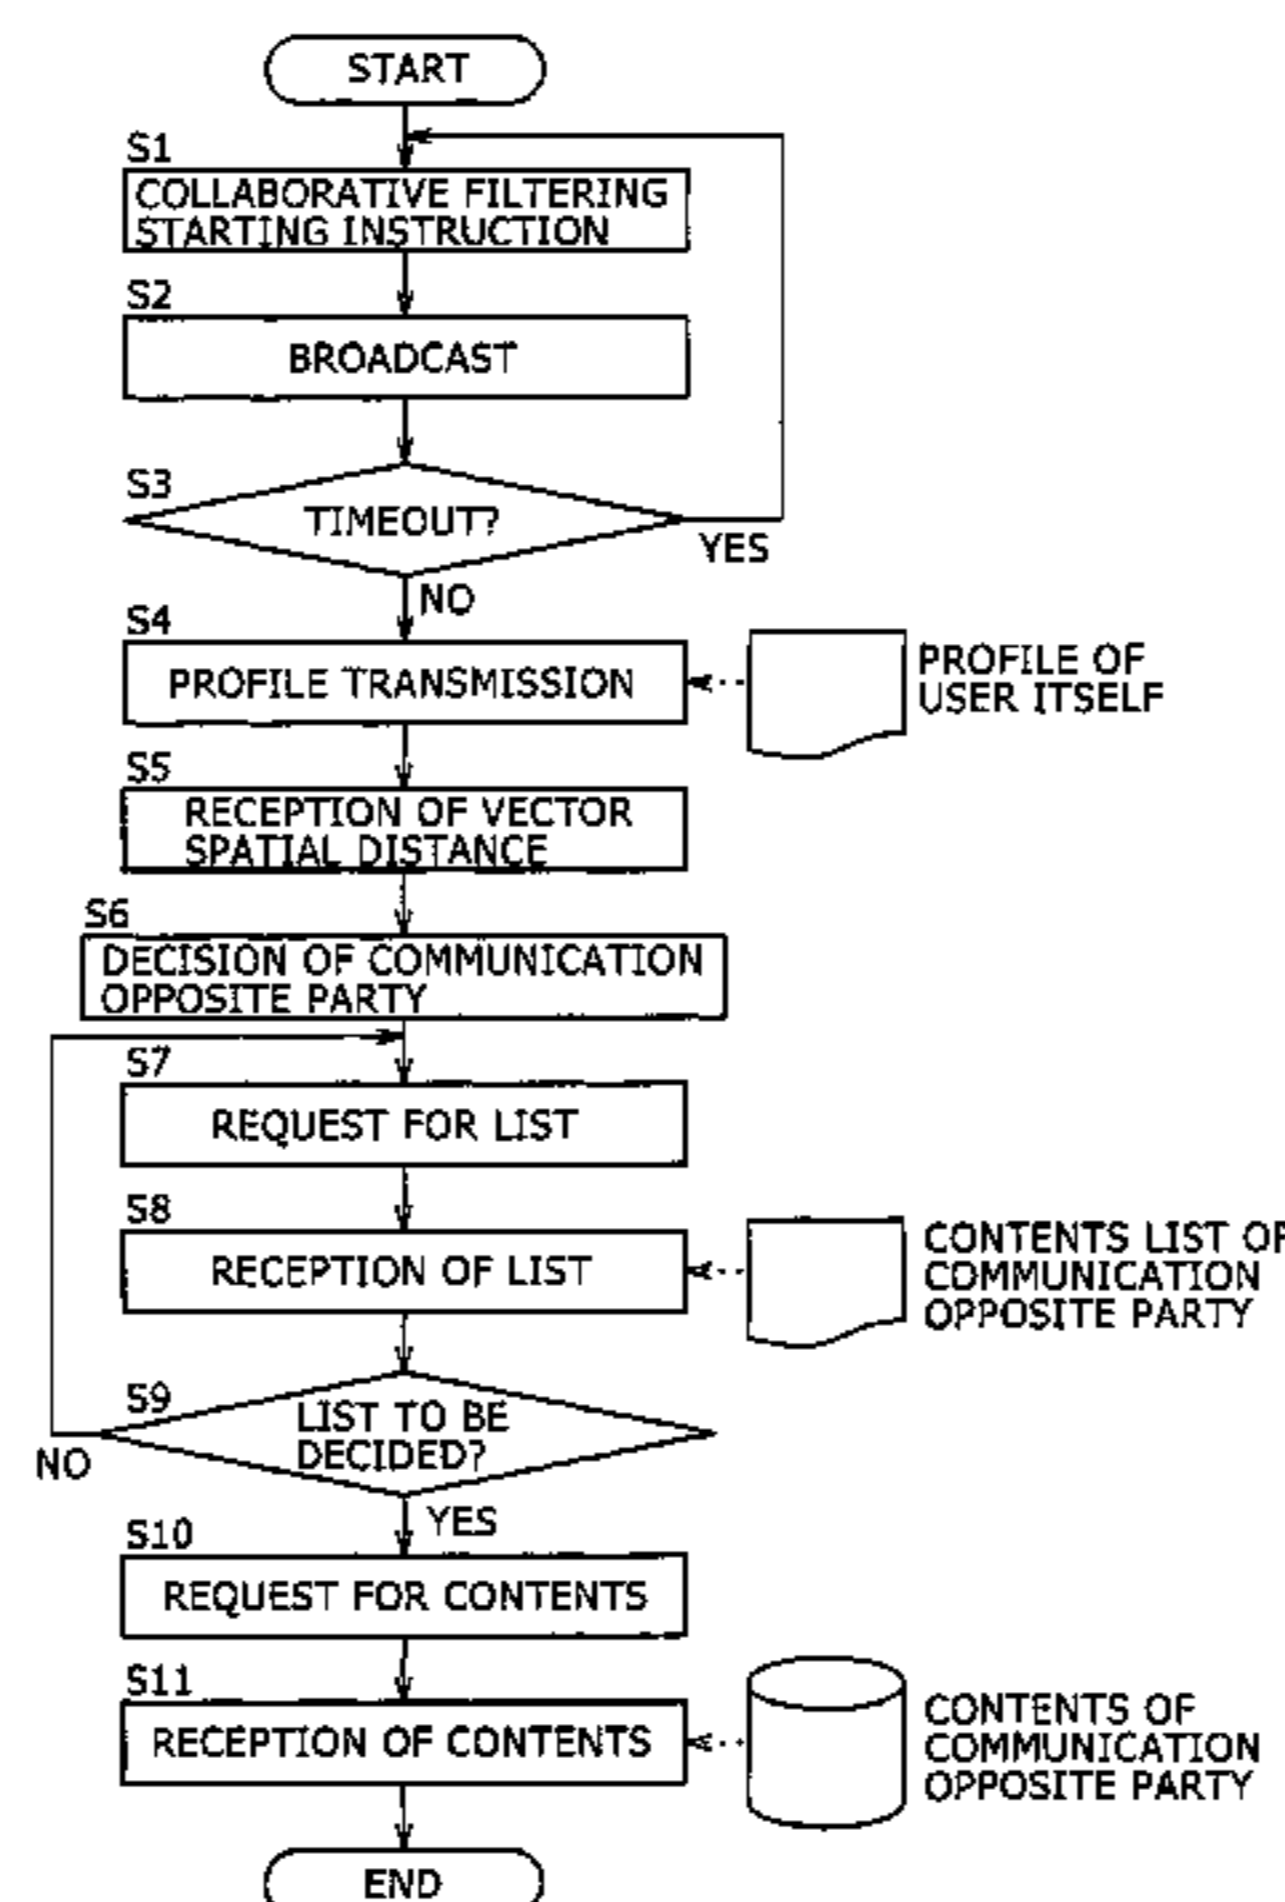 START
S1
COLLABORATIVE FILTERING
STARTING INSTRUCTION
S2
BROADCAST
S3
TIMEOUT?
YES
NO
S4
PROFILE TRANSMISSION
PROFILE OF
USER ITSELF
S5
RECEPTION OF VECTOR
SPATIAL DISTANCE
S6
DECISION OF COMMUNICATION
OPPOSITE PARTY
S7
REQUEST FOR LIST
S8
RECEPTION OF LIST
CONTENTS LIST OF
COMMUNICATION
OPPOSITE PARTY
S9
LIST TO BE
DECIDED?
NO
YES
S10
REQUEST FOR CONTENTS
S11
RECEPTION OF CONTENTS
CONTENTS OF
COMMUNICATION
OPPOSITE PARTY
END